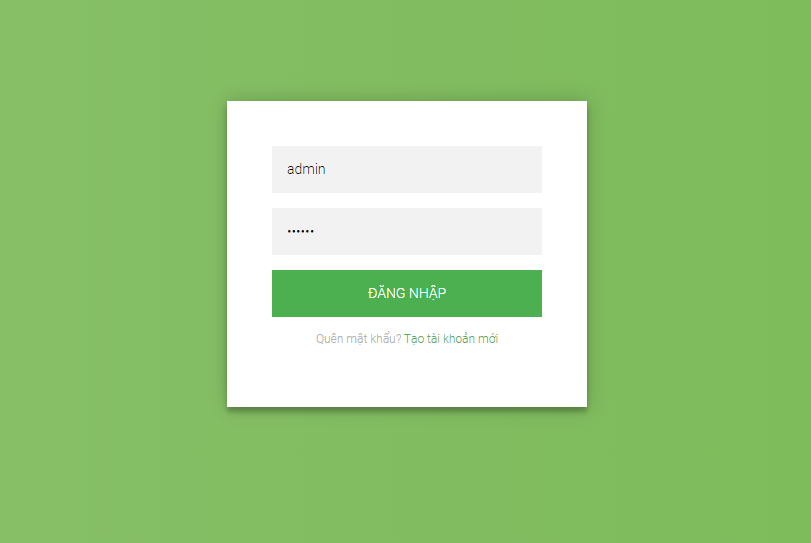 admin
••••••
ĐĂNG NHẬP
Quên mật khẩu? Tạo tài khoản mới